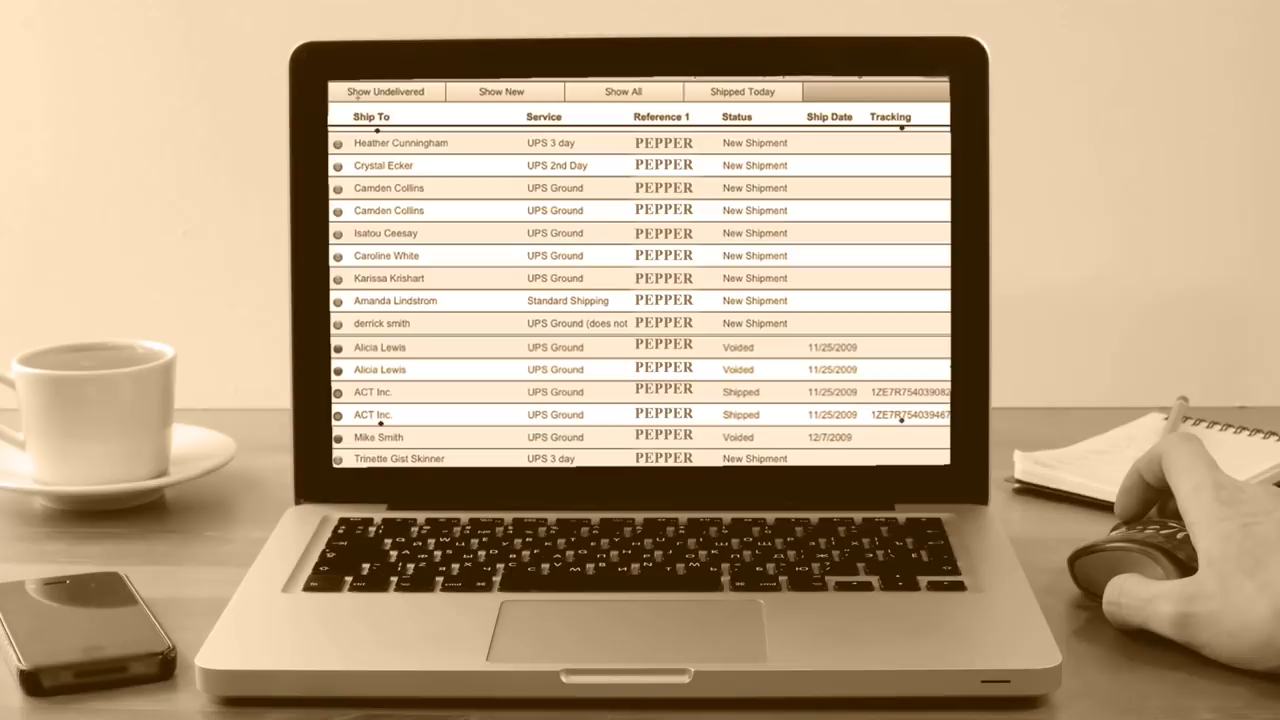 Show Undelivered Show New Show All Shipped Today
Ship To Service Reference 1 Status Ship Date Tracking
Heather Cunningham UPS 3 day PEPPER New Shipment
Crystal Ecker UPS 2nd Day PEPPER New Shipment
Camden Collins UPS Ground PEPPER New Shipment
Camden Collins UPS Ground PEPPER New Shipment
Isatou Ceesay UPS Ground PEPPER New Shipment
Caroline White UPS Ground PEPPER New Shipment
Karissa Krishart UPS Ground PEPPER New Shipment
Amanda Lindstrom Standard Shipping PEPPER New Shipment
derrick smith UPS Ground (does not PEPPER New Shipment
Alicia Lewis UPS Ground PEPPER Voided 11/25/2009
Alicia Lewis UPS Ground PEPPER Voided 11/25/2009
ACT Inc. UPS Ground PEPPER Shipped 11/25/2009 1ZE7R754039082
ACT Inc. UPS Ground PEPPER Shipped 11/25/2009 1ZE7R754039467
Mike Smith UPS Ground PEPPER Voided 12/7/2009
Trinette Gist Skinner UPS 3 day PEPPER New Shipment